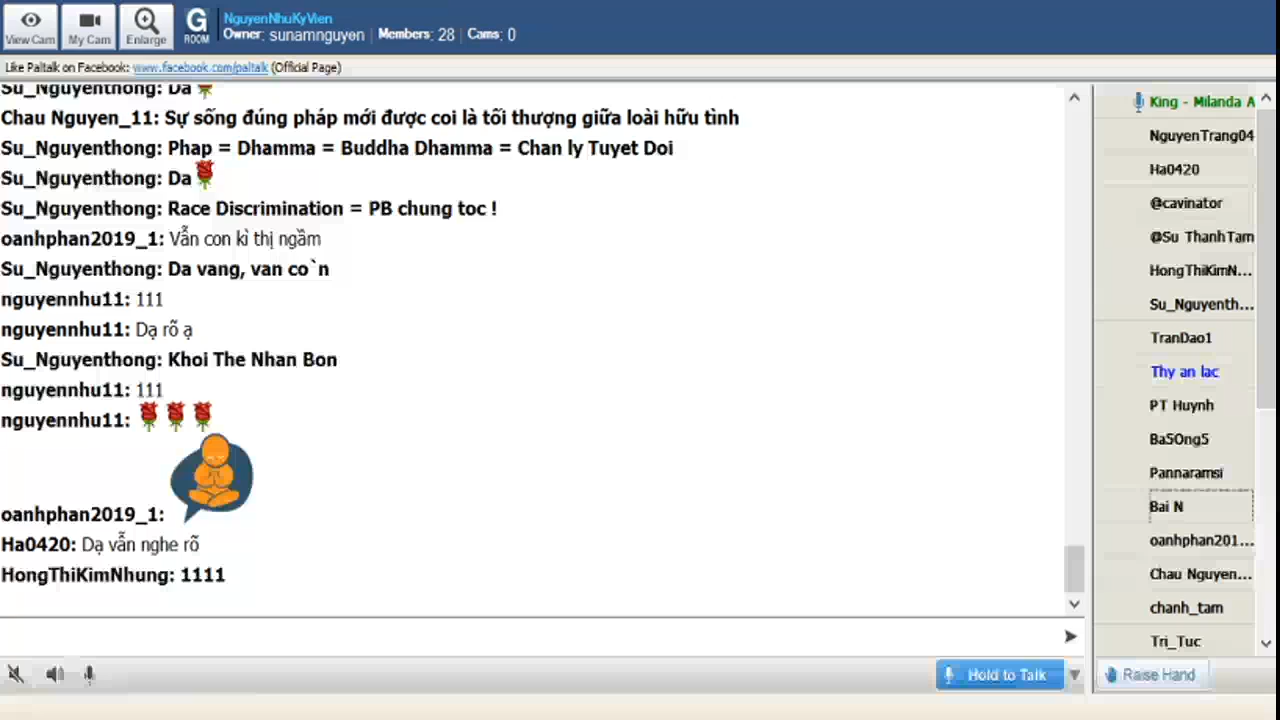 NguyenNhuKyVien
View Cam My Cam Enlarge G ROOM Owner: sunamnguyen | Members: 28 | Cams: 0
Like Paltalk on Facebook: www.facebook.com/paltalk (Official Page)
Su_Nguyenthong: Da
Chau Nguyen_11: Sự sống đúng pháp mới được coi là tối thượng giữa loài hữu tình
Su_Nguyenthong: Phap = Dhamma = Buddha Dhamma = Chan ly Tuyet Doi
Su_Nguyenthong: Da
Su_Nguyenthong: Race Discrimination = PB chung toc !
oanhphan2019_1: Vẫn con kì thị ngầm
Su_Nguyenthong: Da vang, van co`n
nguyennhu11: 111
nguyennhu11: Dạ rõ ạ
Su_Nguyenthong: Khoi The Nhan Bon
nguyennhu11: 111
nguyennhu11:
oanhphan2019_1:
Ha0420: Dạ vẫn nghe rõ
HongThiKimNhung: 1111
King - Milanda A
NguyenTrang04
Ha0420
@cavinator
@Su ThanhTam
HongThiKimN...
Su_Nguyenth...
TranDao1
Thy an lac
PT Huynh
Ba5Ong5
Pannaramsi
Bai N
oanhphan201...
Chau Nguyen...
chanh_tam
Tri_Tuc
Hold to Talk
Raise Hand